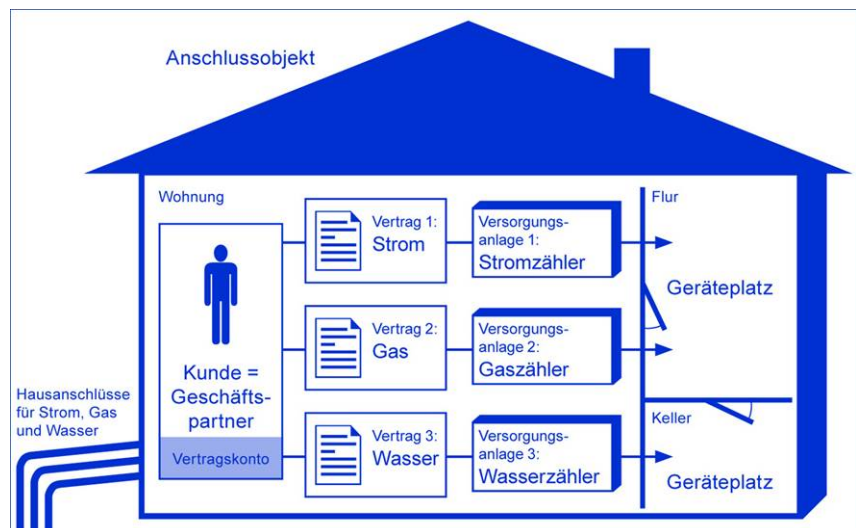 Anschlussobjekt
Wohnung
Kunde =
Geschäfts-
partner
Vertragskonto
Vertrag 1:
Strom
Versorgungs-
anlage 1:
Stromzähler
Vertrag 2:
Gas
Versorgungs-
anlage 2:
Gaszähler
Vertrag 3:
Wasser
Versorgungs-
anlage 3:
Wasserzähler
Flur
Geräteplatz
Keller
Geräteplatz
Hausanschlüsse
für Strom, Gas
und Wasser